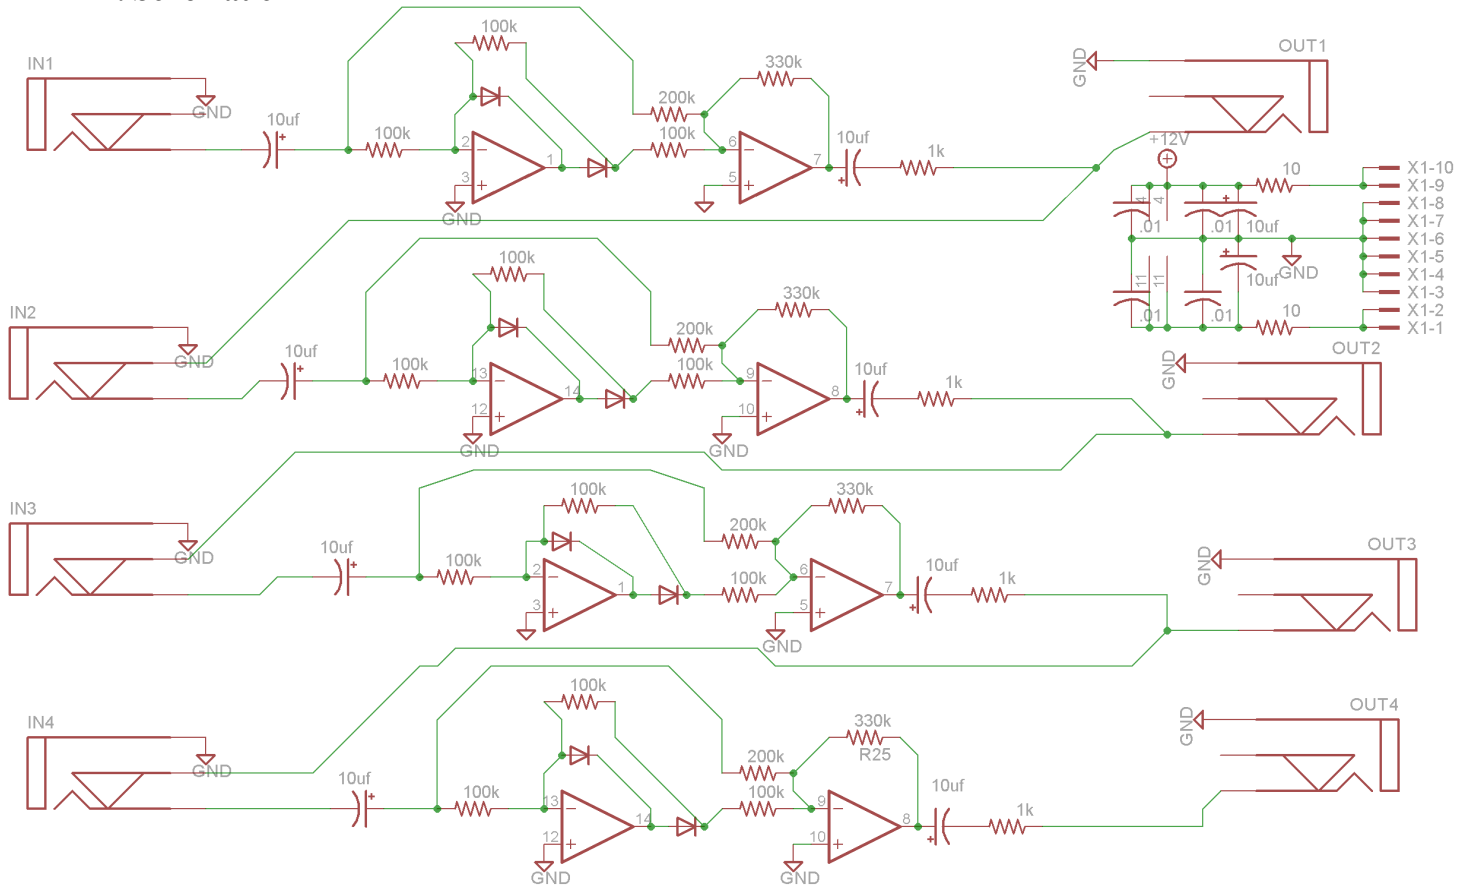 100k
OUT1
IN1
GND
330k
200k
GND
10uf
100k
100k
10uf
1k
+12V
2
1
6
7
3
5
GND
10
X1-10
X1-9
X1-8
X1-7
X1-6
X1-5
X1-4
X1-3
X1-2
X1-1
4
4
.01
.01
10uf
GND
10uf
11
11
.01
.01
10
100k
IN2
330k
GND
10uf
200k
100k
100k
10uf
1k
OUT2
GND
13
14
9
8
12
10
GND
GND
100k
IN3
330k
GND
10uf
200k
100k
100k
10uf
1k
OUT3
GND
2
1
6
7
3
5
GND
100k
IN4
330k
R25
GND
10uf
200k
100k
100k
10uf
1k
OUT4
GND
13
14
9
8
12
10
GND
GND